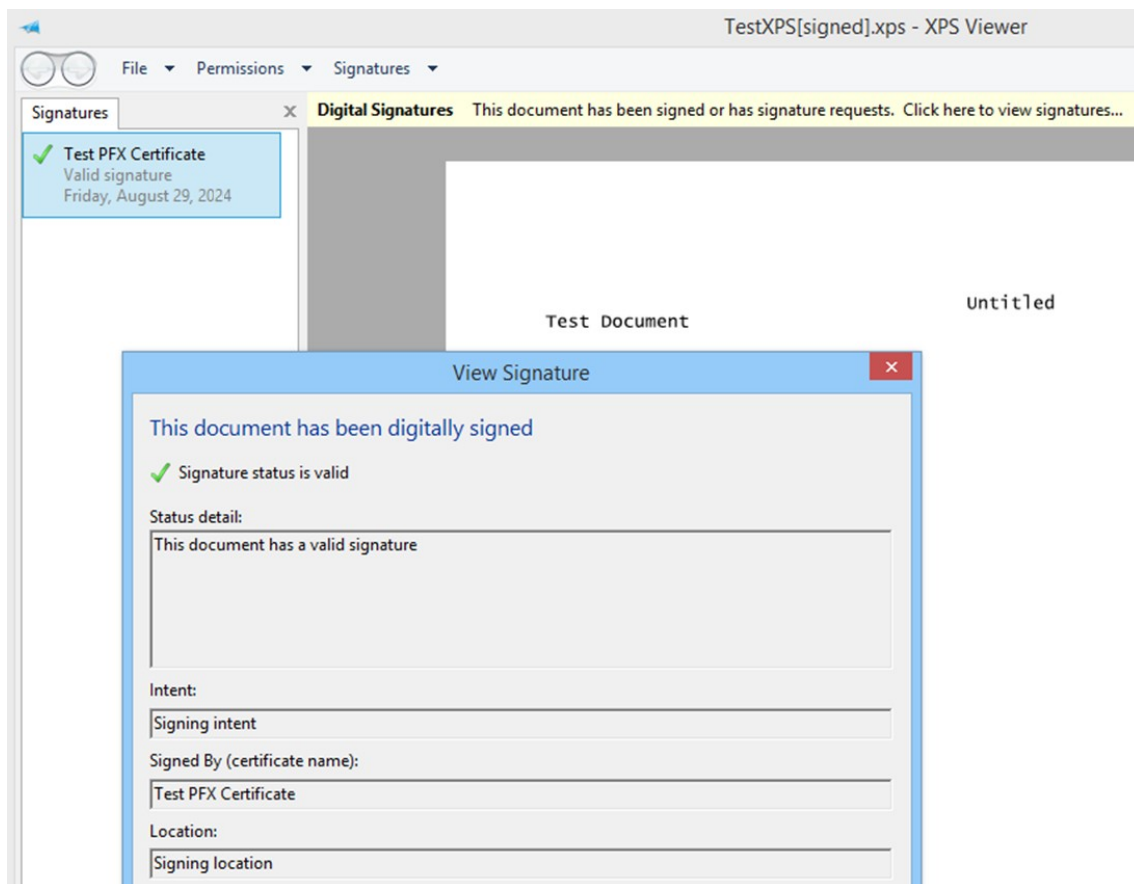 TestXPS[signed].xps - XPS Viewer
File Permissions Signatures
Signatures x
Digital Signatures This document has been signed or has signature requests. Click here to view signatures...
Test PFX Certificate
Valid signature
Friday, August 29, 2024
Untitled
Test Document
View Signature
This document has been digitally signed
Signature status is valid
Status detail:
This document has a valid signature
Intent:
Signing intent
Signed By (certificate name):
Test PFX Certificate
Location:
Signing location